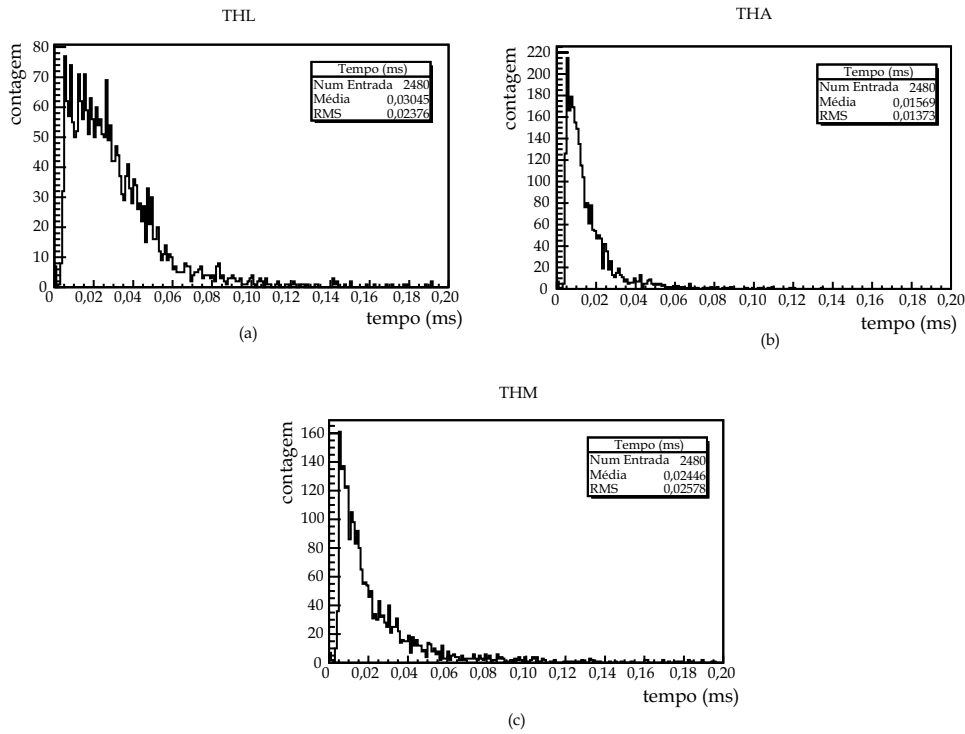 THL
contagem
80
70
60
50
40
30
20
10
0
Tempo (ms)
Num Entrada 2480
Média 0,03045
RMS 0,02376
0 0,02 0,04 0,06 0,08 0,10 0,12 0,14 0,16 0,18 0,20
tempo (ms)
(a)
THA
contagem
220
200
180
160
140
120
100
80
60
40
20
0
Tempo (ms)
Num Entrada 2480
Média 0,01569
RMS 0,01373
0 0,02 0,04 0,06 0,08 0,10 0,12 0,14 0,16 0,18 0,20
tempo (ms)
(b)
THM
contagem
160
140
120
100
80
60
40
20
0
Tempo (ms)
Num Entrada 2480
Média 0,02446
RMS 0,02578
0 0,02 0,04 0,06 0,08 0,10 0,12 0,14 0,16 0,18 0,20
tempo (ms)
(c)